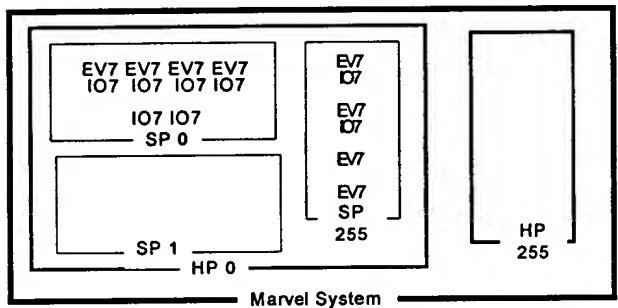 EV7 EV7 EV7 EV7
IO7 IO7 IO7 IO7
IO7 IO7
SP 0
SP 1
EV7
IO7
EV7
IO7
EV7
EV7
SP
255
HP 0
HP
255
Marvel System